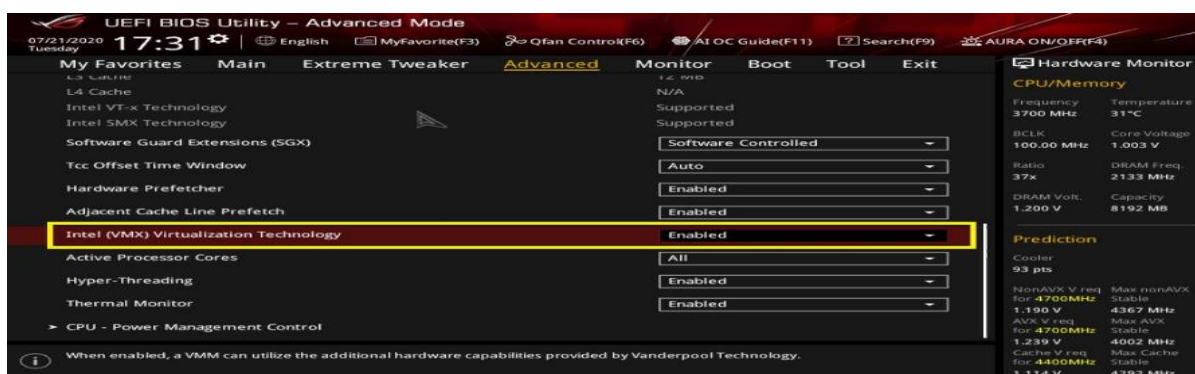 UEFI BIOS Utility – Advanced Mode
07/21/2020 Tuesday 17:31 English MyFavorite(F3) Qfan Control(F6) AI OC Guide(F11) ? Search(F9) AURA ON/OFF(F4)
My Favorites Main Extreme Tweaker Advanced Monitor Boot Tool Exit
L3 Cache 12 MB
L4 Cache N/A
Intel VT-x Technology Supported
Intel SMX Technology Supported
Software Guard Extensions (SGX) Software Controlled
Tcc Offset Time Window Auto
Hardware Prefetcher Enabled
Adjacent Cache Line Prefetch Enabled
Intel (VMX) Virtualization Technology Enabled
Active Processor Cores All
Hyper-Threading Enabled
Thermal Monitor Enabled
> CPU - Power Management Control
i When enabled, a VMM can utilize the additional hardware capabilities provided by Vanderpool Technology.
Hardware Monitor
CPU/Memory
Frequency Temperature
3700 MHz 31°C
BCLK Core Voltage
100.00 MHz 1.003 V
Ratio DRAM Freq.
37x 2133 MHz
DRAM Volt. Capacity
1.200 V 8192 MB
Prediction
Cooler
93 pts
NonAVX V req Max nonAVX
for 4700MHz Stable
1.190 V 4367 MHz
AVX V req Max AVX
for 4700MHz Stable
1.239 V 4002 MHz
Cache V req Max Cache
for 4400MHz Stable
1.114 V 4393 MHz